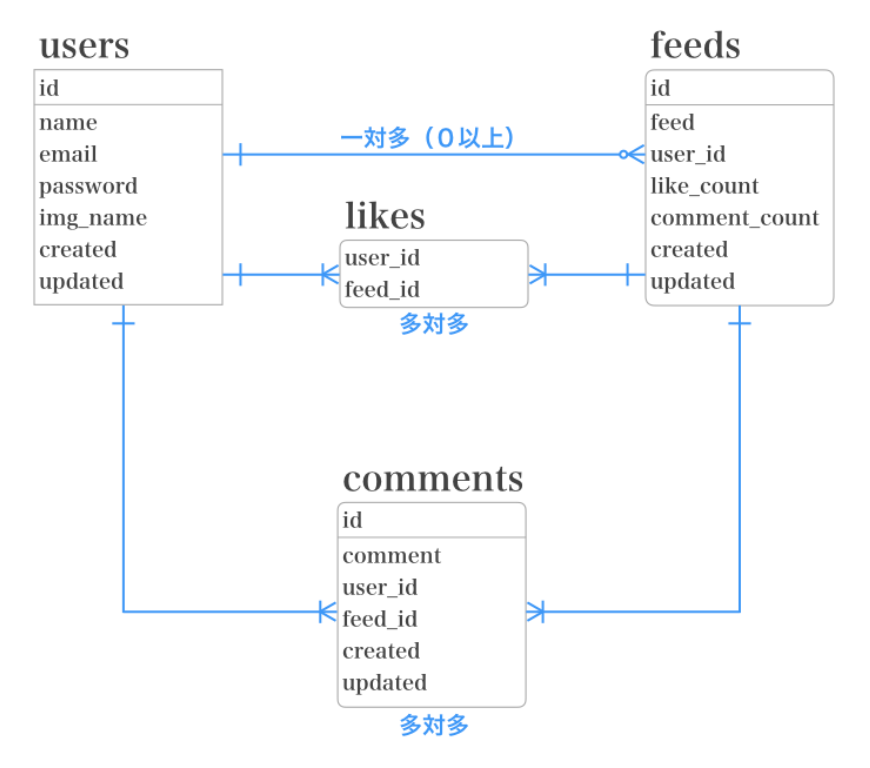 users
id
name
email
password
img_name
created
updated
一対多（０以上）
feeds
id
feed
user_id
like_count
comment_count
created
updated
likes
user_id
feed_id
多対多
comments
id
comment
user_id
feed_id
created
updated
多対多